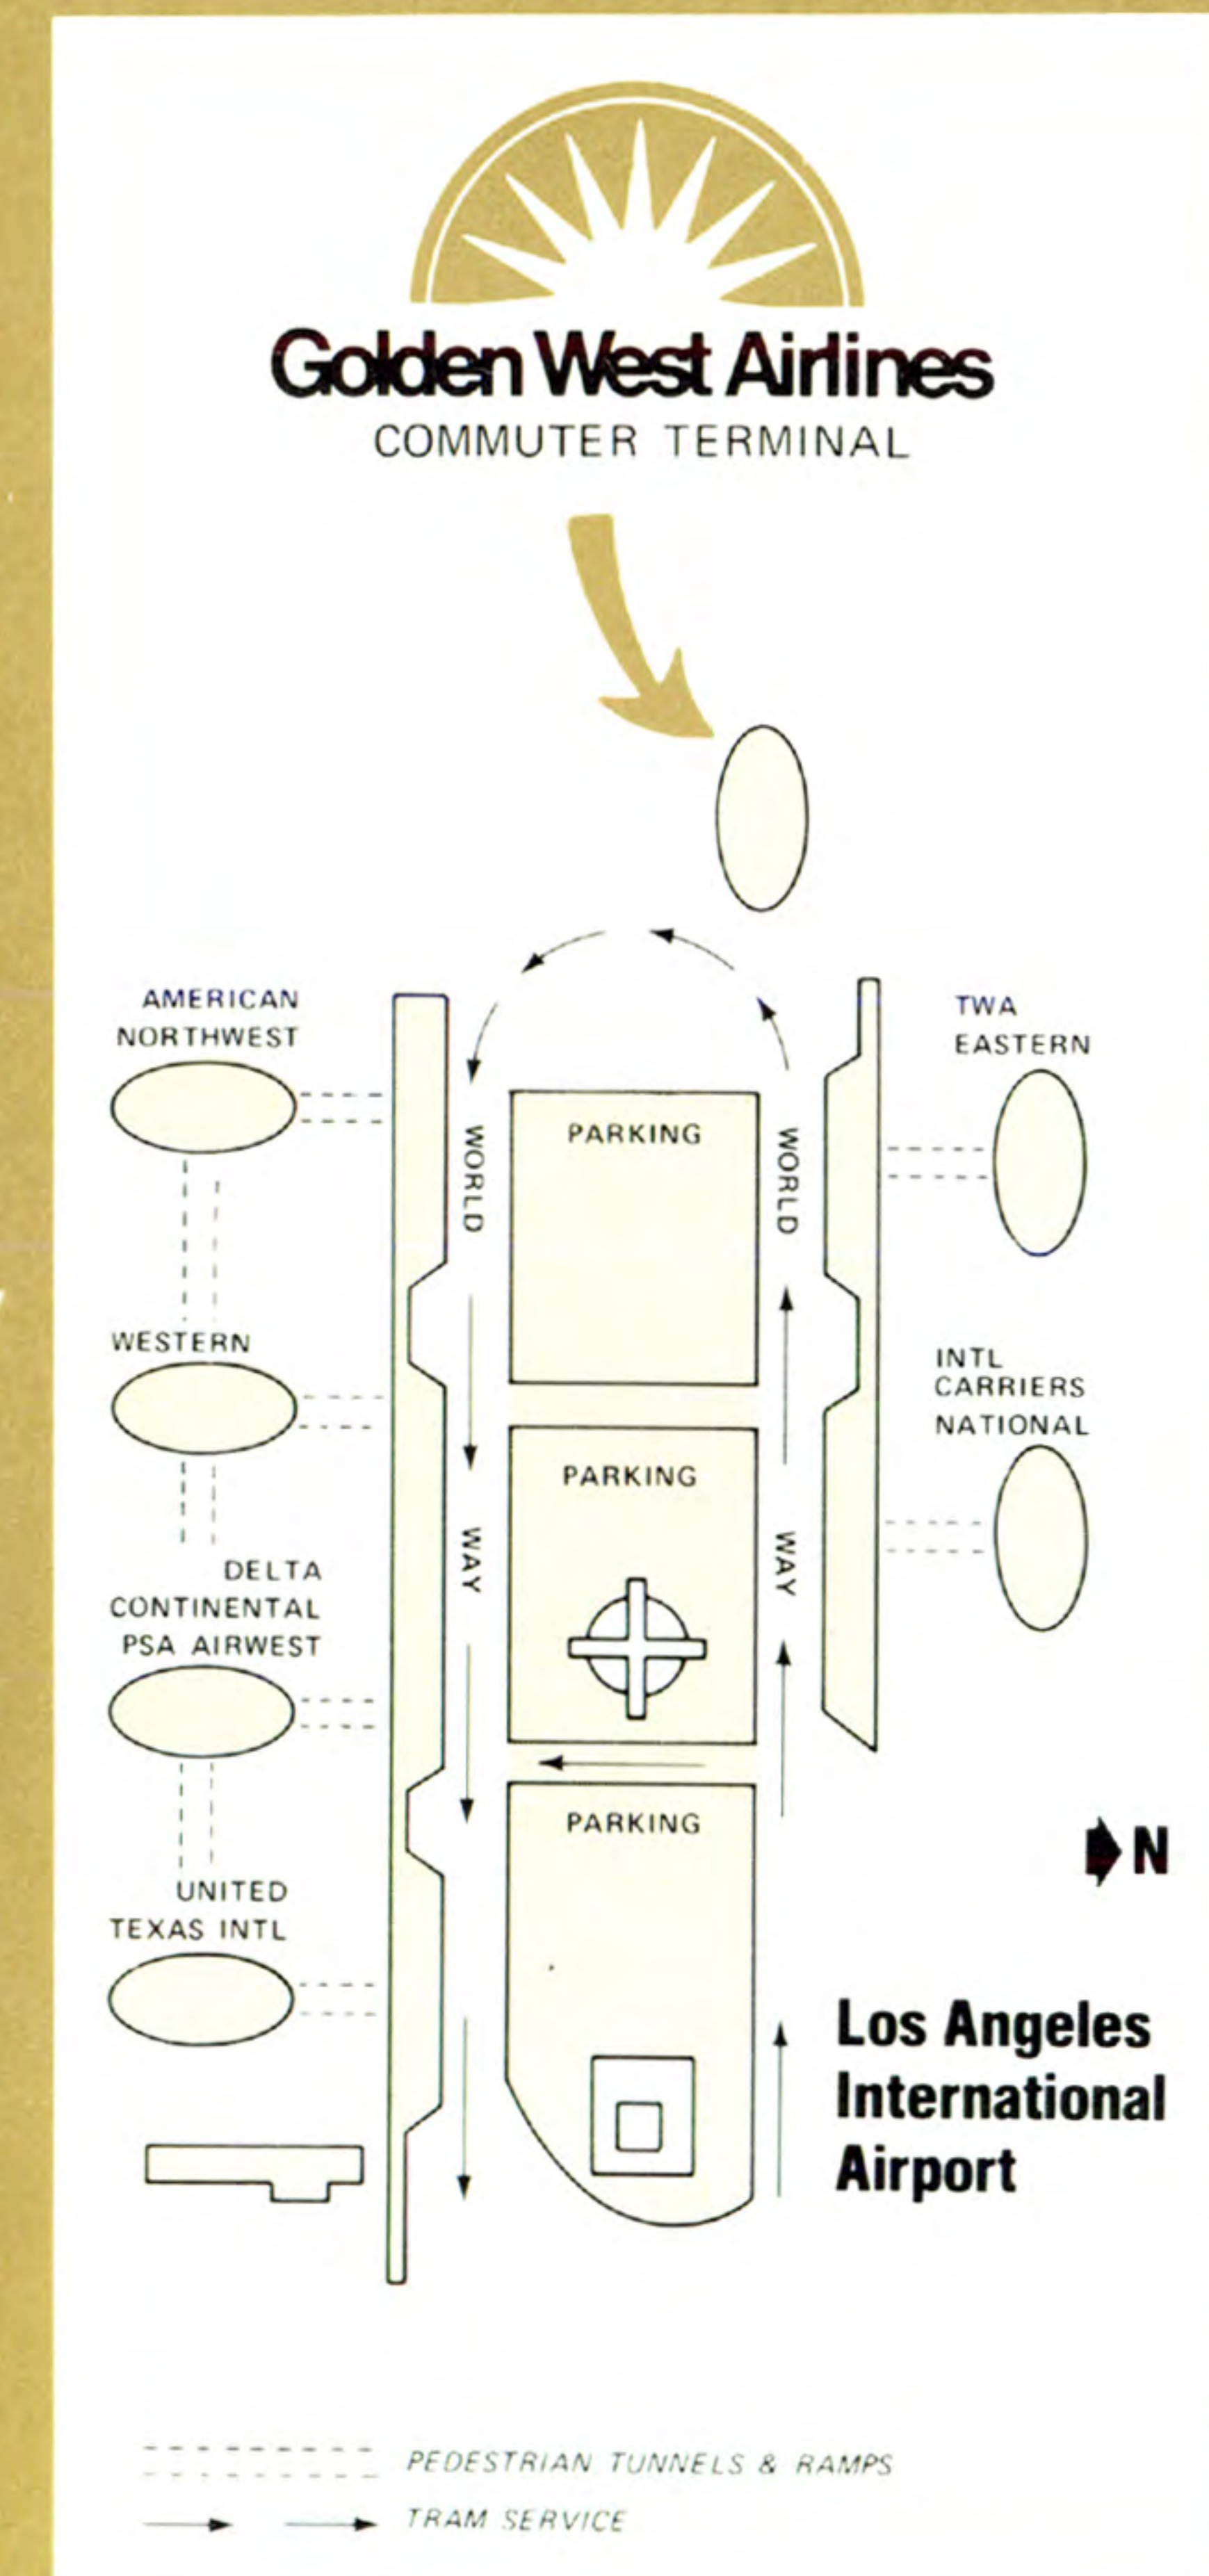 Golden West Airlines
COMMUTER TERMINAL
AMERICAN
NORTHWEST
TWA
EASTERN
WORLD
PARKING
WORLD
WESTERN
INTL
CARRIERS
NATIONAL
PARKING
WAY
WAY
DELTA
CONTINENTAL
PSA AIRWEST
PARKING
N
UNITED
TEXAS INTL
Los Angeles
International
Airport
PEDESTRIAN TUNNELS & RAMPS
TRAM SERVICE